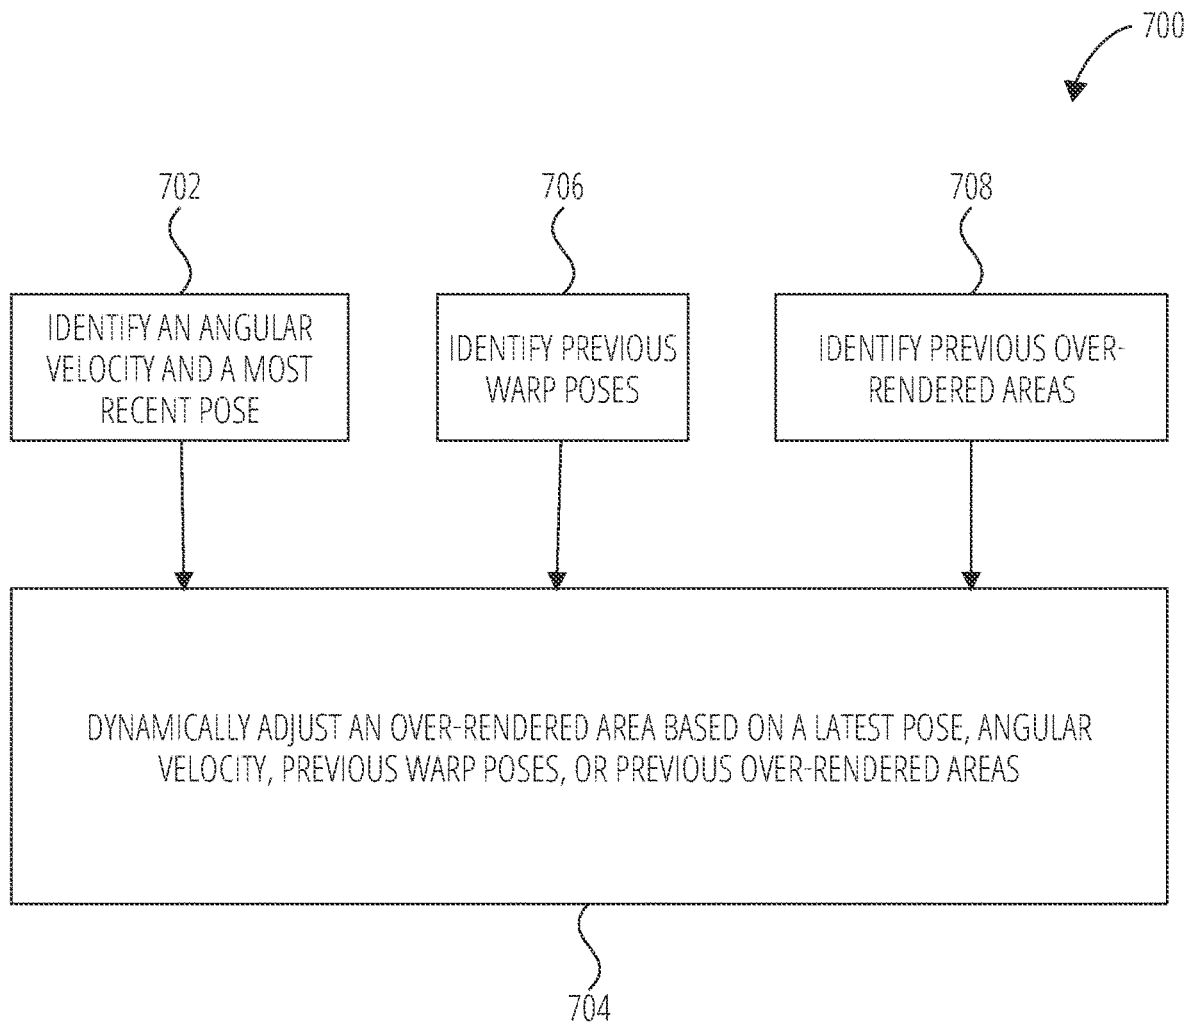 700
702
706
708
IDENTIFY AN ANGULAR
VELOCITY AND A MOST
RECENT POSE
IDENTIFY PREVIOUS
WARP POSES
IDENTIFY PREVIOUS OVER-
RENDERED AREAS
DYNAMICALLY ADJUST AN OVER-RENDERED AREA BASED ON A LATEST POSE, ANGULAR
VELOCITY, PREVIOUS WARP POSES, OR PREVIOUS OVER-RENDERED AREAS
704